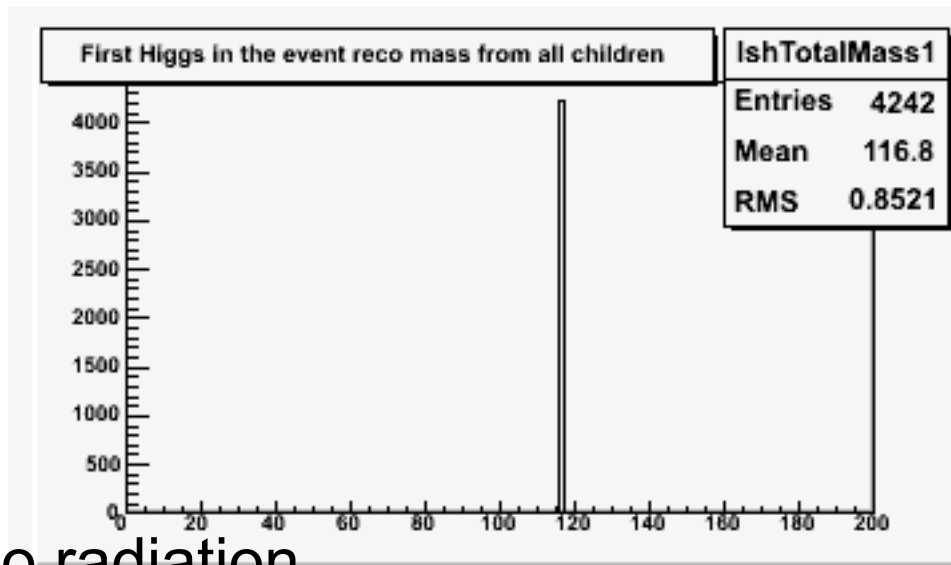 First Higgs in the event reco mass from all children
lshTotalMass1
Entries 4242
Mean 116.8
RMS 0.8521
4000
3500
3000
2500
2000
1500
1000
500
0
0 20 40 60 80 100 120 140 160 180 200
radiation